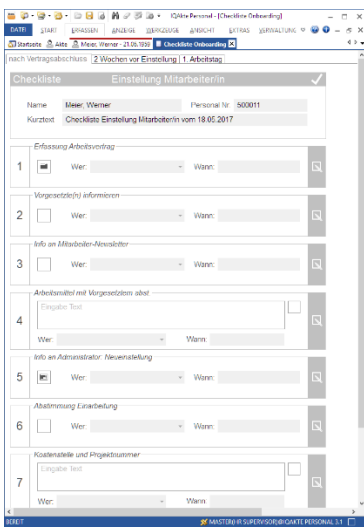 IQAkte Personal - [Checkliste Onboarding]
DATEI START ERFASSEN ANZEIGE WERKZEUGE ANSICHT EXTRAS VERWALTUNG
Startseite Akte Meier, Werner - 21.05.1959 Checkliste Onboarding
nach Vertragsabschluss 2 Wochen vor Einstellung 1. Arbeitstag
Checkliste Einstellung Mitarbeiter/in
Name Meier, Werner Personal Nr. 500011
Kurztext Checkliste Einstellung Mitarbeiter/in vom 18.05.2017
Erfassung Arbeitsvertrag
1 Wer: Wann:
Vorgesetzte(n) informieren
2 Wer: Wann:
Info an Mitarbeiter-Newsletter
3 Wer: Wann:
Arbeitsmittel mit Vorgesetztem abst
Eingabe Text
4
Wer: Wann:
Info an Administrator: Neueinstellung
5 Wer: Wann:
Abstimmung Einarbeitung
6 Wer: Wann:
Kostenstelle und Projektnummer
Eingabe Text
7
Wer: Wann:
BEREIT MASTER(HR SUPERVISOR)@IQAKTE PERSONAL 3.1